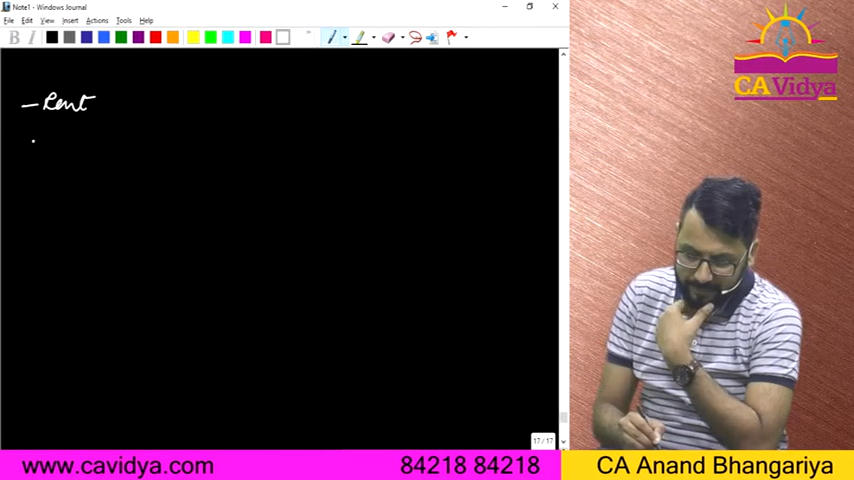 Note1 - Windows Journal
File Edit View Insert Actions Tools Help
B I
- Rent
17 / 17
CA Vidya
www.cavidya.com 84218 84218 CA Anand Bhangariya